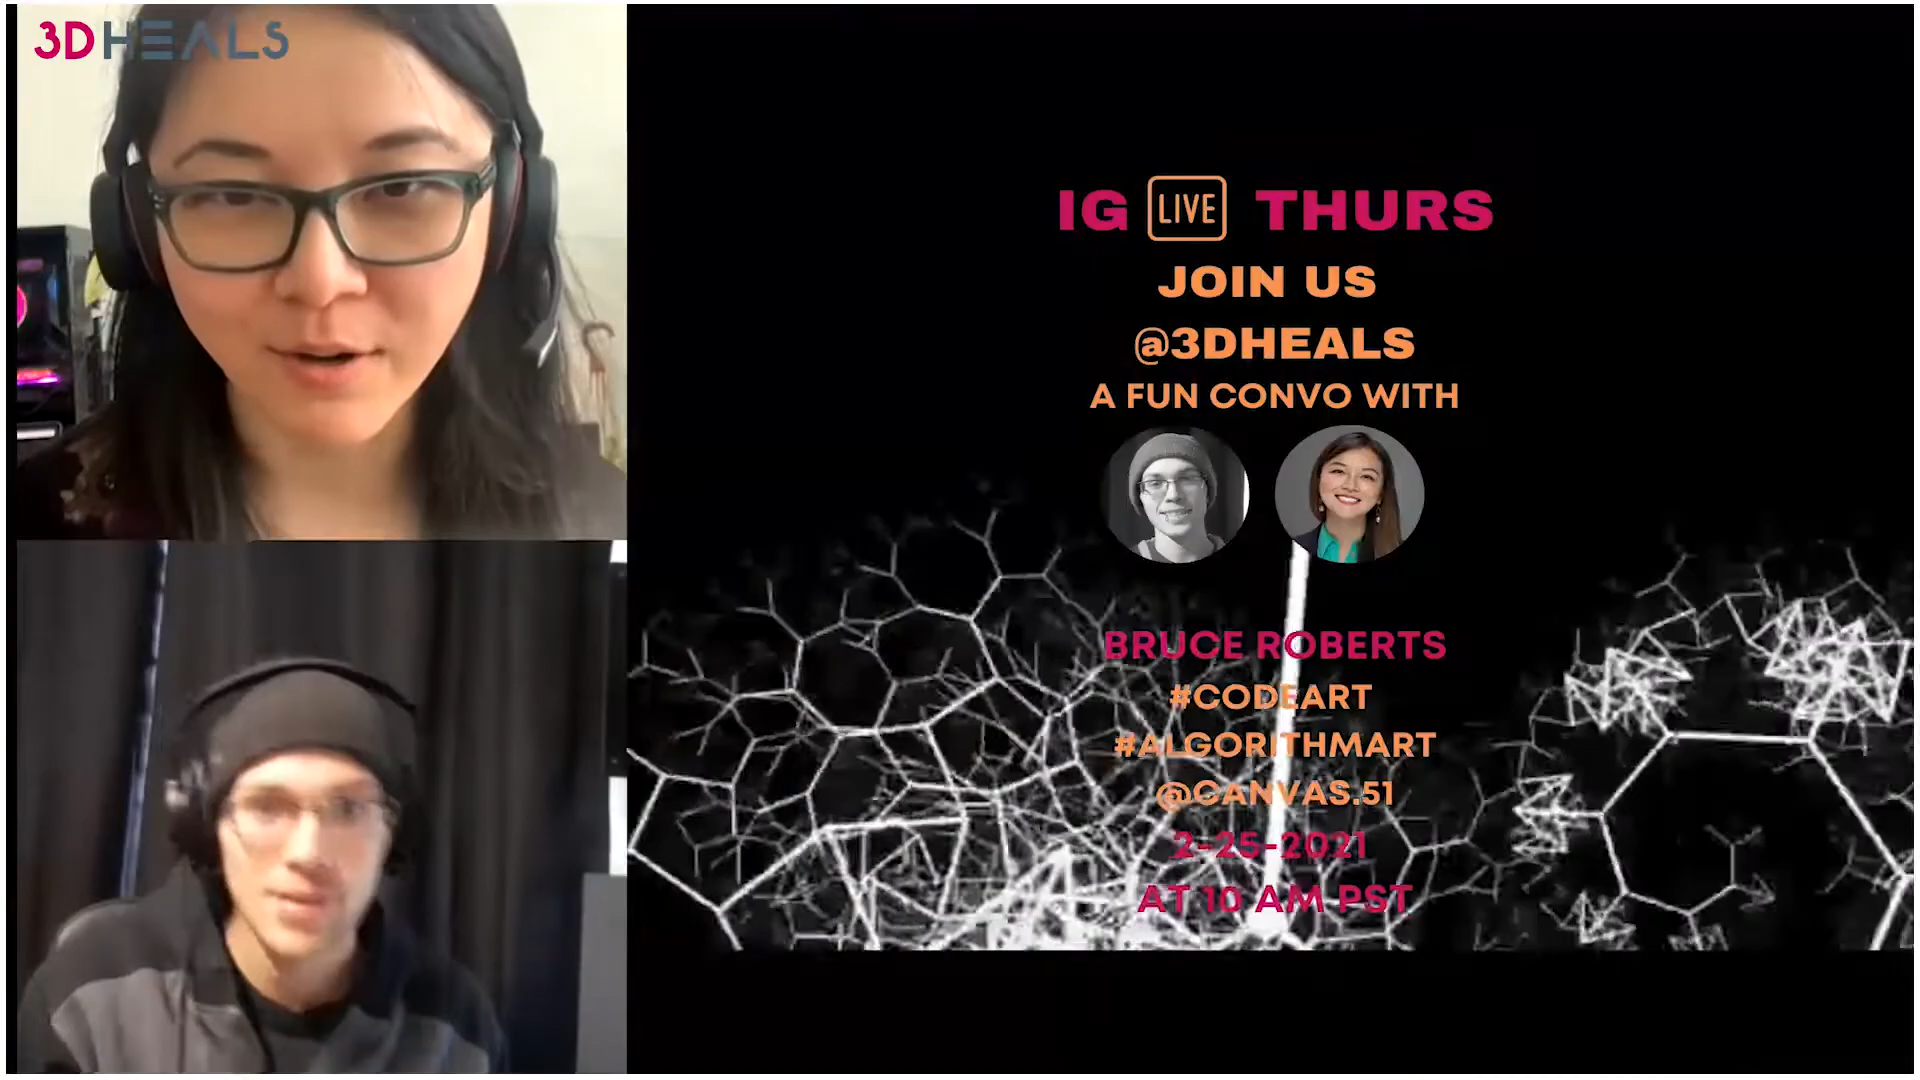 3DHEALS
IG LIVE THURS
JOIN US
@3DHEALS
A FUN CONVO WITH
BRUCE ROBERTS
#CODEART
#ALGORITHMART
@CANVAS.51
2-25-2021
AT 10 AM PST